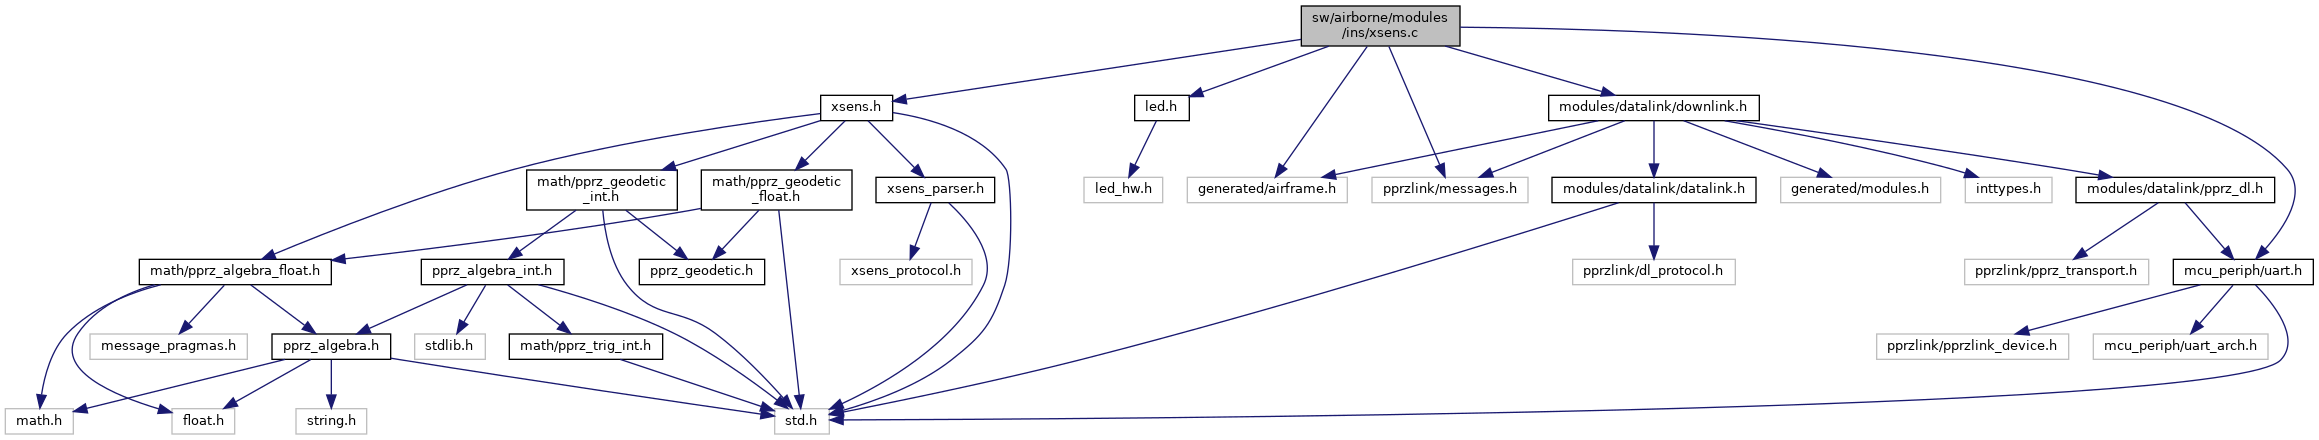 sw/airborne/modules
/ins/xsens.c
xsens.h
led.h
modules/datalink/downlink.h
math/pprz_geodetic
_int.h
math/pprz_geodetic
_float.h
xsens_parser.h
led_hw.h
generated/airframe.h
pprzlink/messages.h
modules/datalink/datalink.h
generated/modules.h
inttypes.h
modules/datalink/pprz_dl.h
math/pprz_algebra_float.h
pprz_algebra_int.h
pprz_geodetic.h
xsens_protocol.h
pprzlink/dl_protocol.h
pprzlink/pprz_transport.h
mcu_periph/uart.h
message_pragmas.h
pprz_algebra.h
stdlib.h
math/pprz_trig_int.h
pprzlink/pprzlink_device.h
mcu_periph/uart_arch.h
math.h
float.h
string.h
std.h